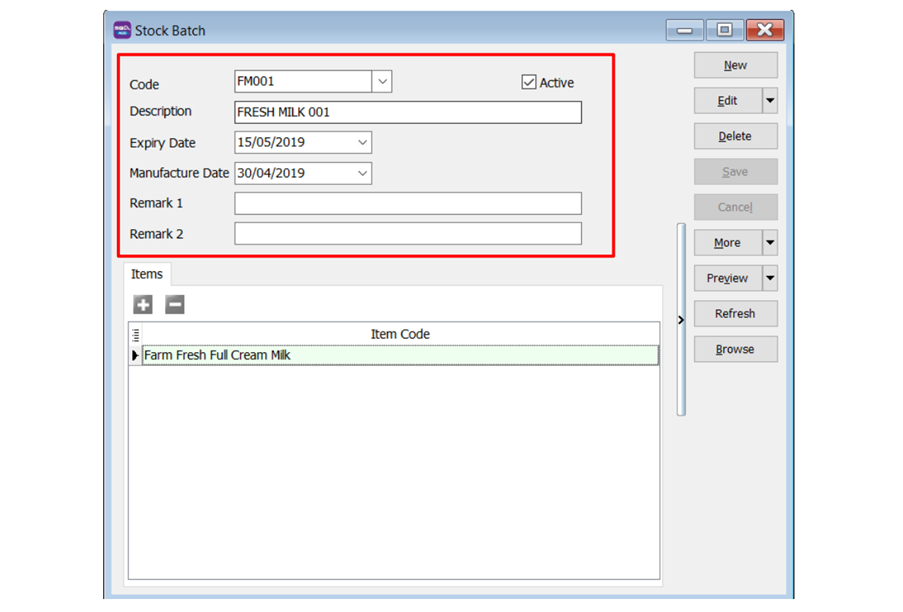 Stock Batch
Code FM001 Active
Description FRESH MILK 001
Expiry Date 15/05/2019
Manufacture Date 30/04/2019
Remark 1
Remark 2
Items
Item Code
Farm Fresh Full Cream Milk
New
Edit
Delete
Save
Cancel
More
Preview
Refresh
Browse